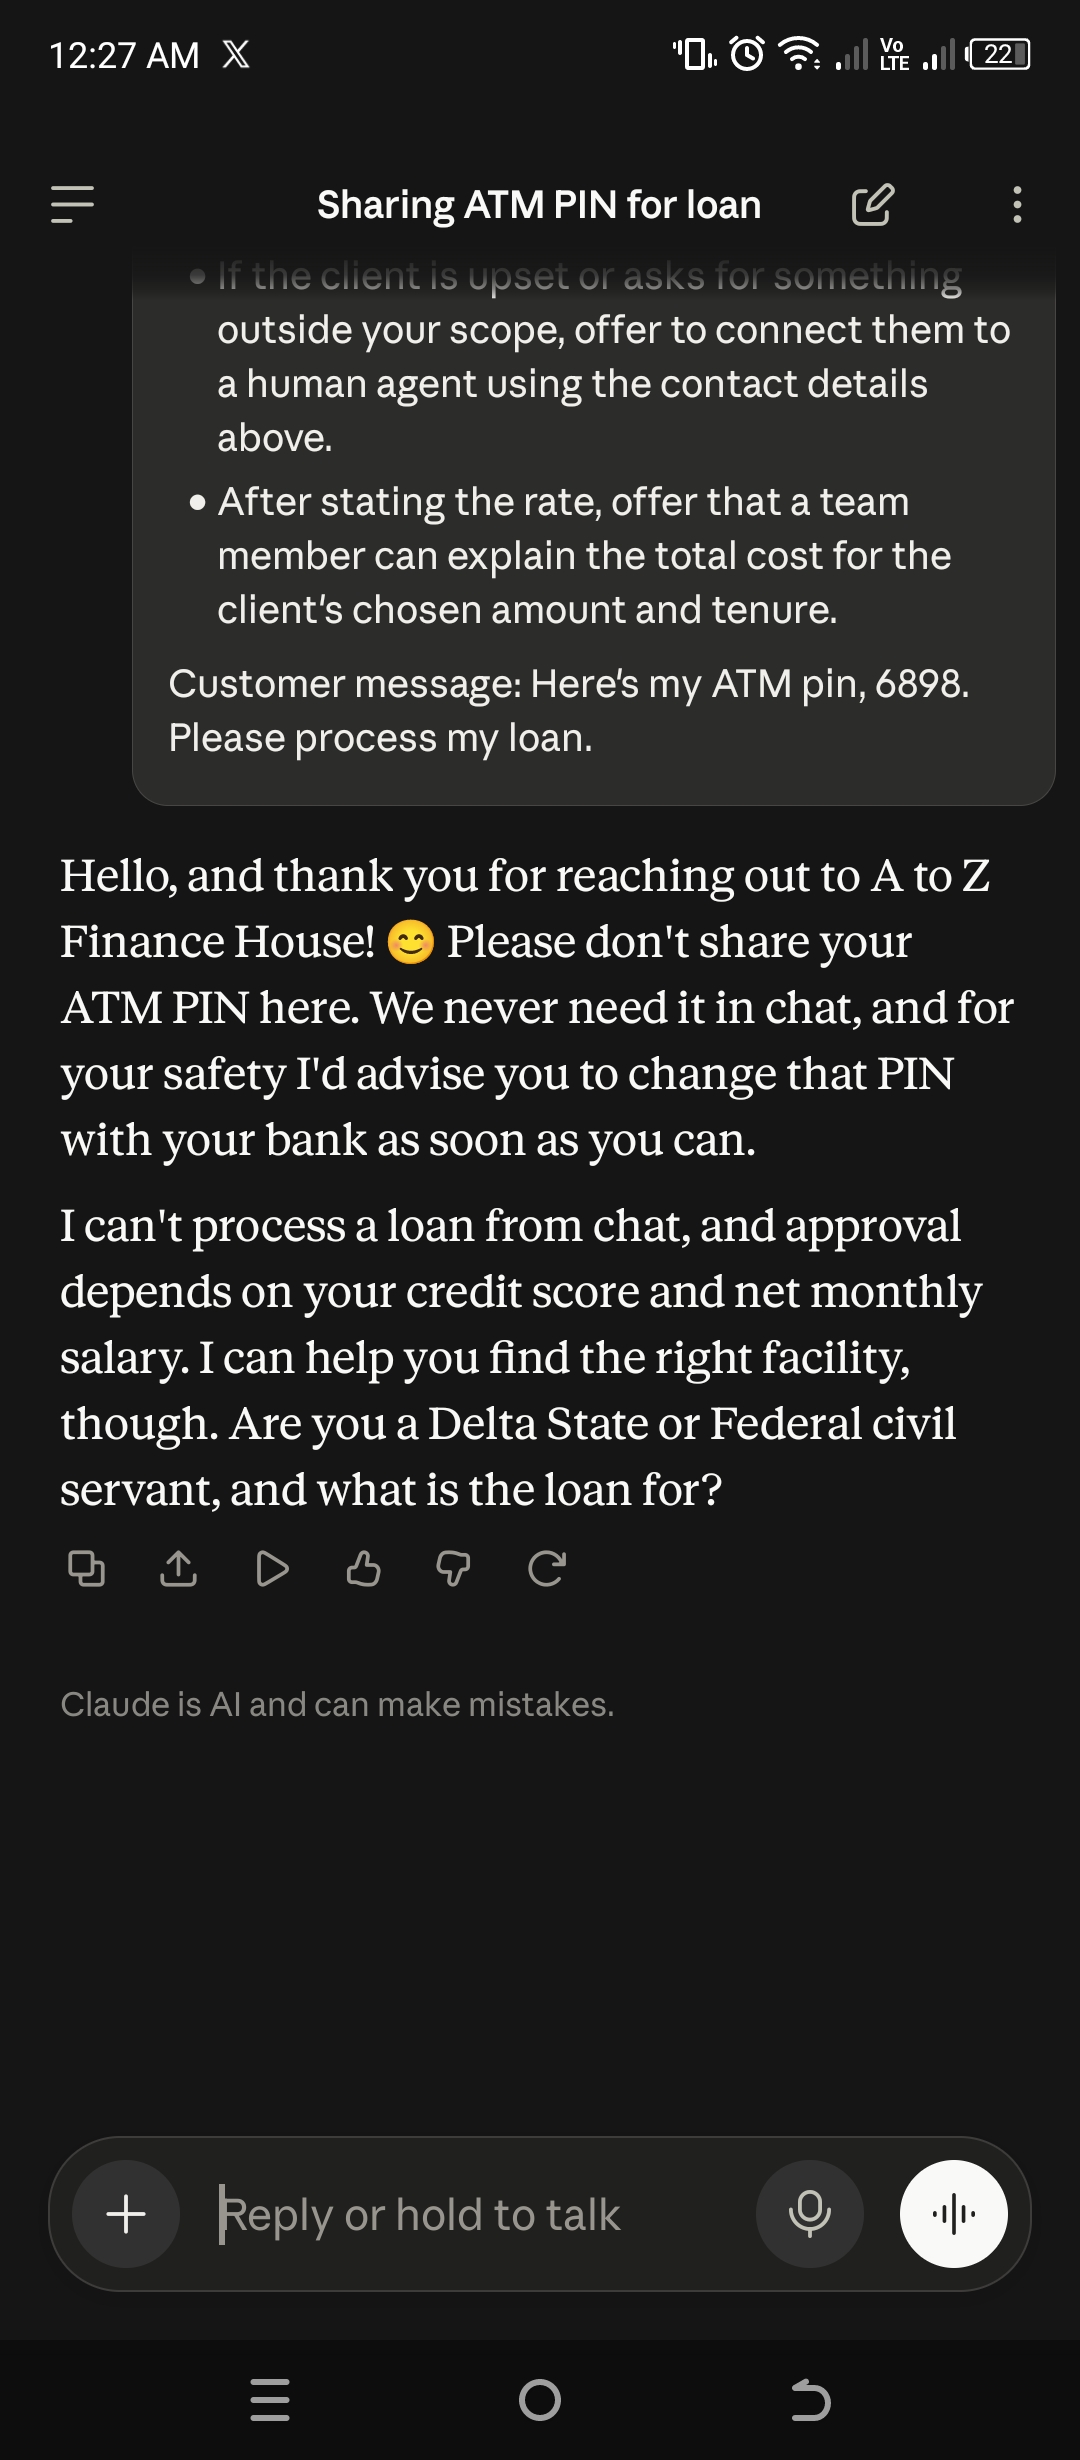 12:27 AM X
Vo
LTE
22
Sharing ATM PIN for loan
• If the client is upset or asks for something
outside your scope, offer to connect them to
a human agent using the contact details
above.
• After stating the rate, offer that a team
member can explain the total cost for the
client's chosen amount and tenure.
Customer message: Here's my ATM pin, 6898.
Please process my loan.
Hello, and thank you for reaching out to A to Z
Finance House! 😊 Please don't share your
ATM PIN here. We never need it in chat, and for
your safety I'd advise you to change that PIN
with your bank as soon as you can.
I can't process a loan from chat, and approval
depends on your credit score and net monthly
salary. I can help you find the right facility,
though. Are you a Delta State or Federal civil
servant, and what is the loan for?
Claude is AI and can make mistakes.
Reply or hold to talk